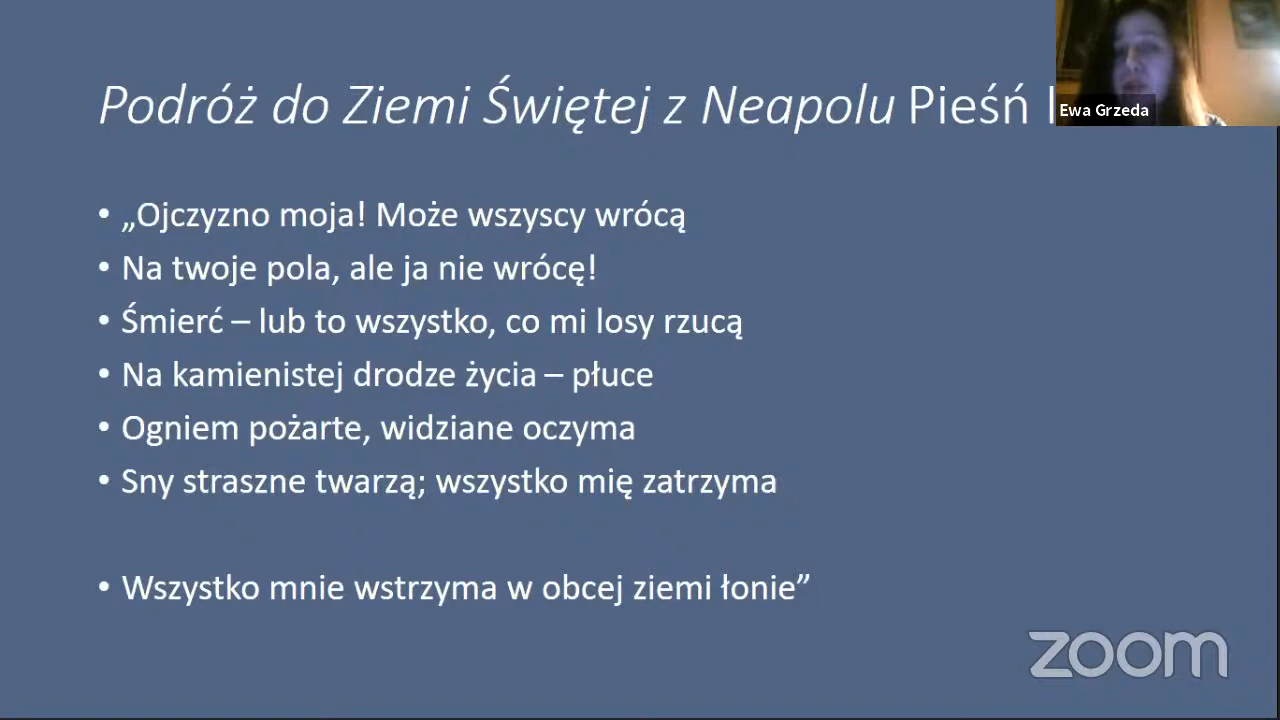 Podróż do Ziemi Świętej z Neapolu Pieśń
Ewa Grzeda
• „Ojczyzno moja! Może wszyscy wrócą
• Na twoje pola, ale ja nie wrócę!
• Śmierć – lub to wszystko, co mi losy rzucą
• Na kamienistej drodze życia – płuce
• Ogniem pożarte, widziane oczyma
• Sny straszne twarzą; wszystko mię zatrzyma
• Wszystko mnie wstrzyma w obcej ziemi łonie”
zoom